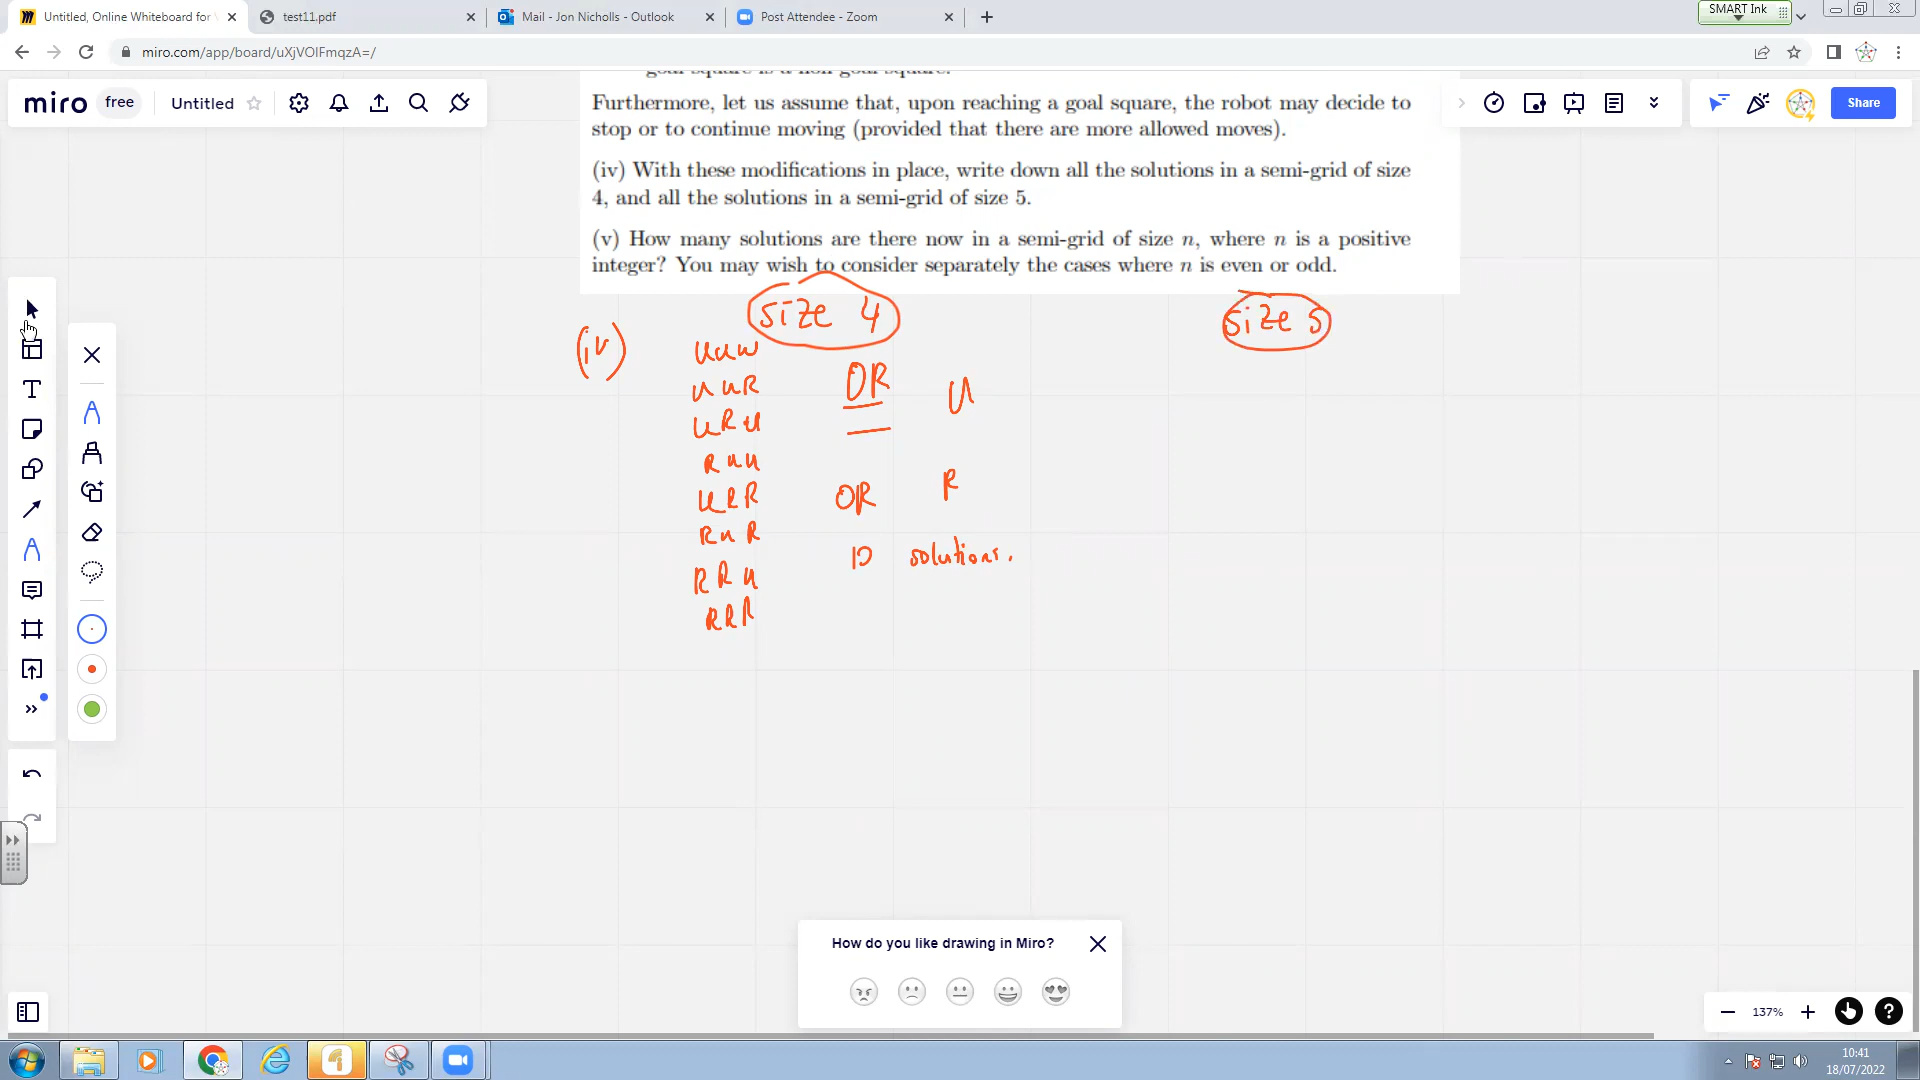 Untitled, Online Whiteboard for
test11.pdf
Mail - Jon Nicholls - Outlook
Post Attendee - Zoom
SMART Ink
miro.com/app/board/uXjVOlFmqzA=/
miro free Untitled
Share
Furthermore, let us assume that, upon reaching a goal square, the robot may decide to
stop or to continue moving (provided that there are more allowed moves).
(iv) With these modifications in place, write down all the solutions in a semi-grid of size
4, and all the solutions in a semi-grid of size 5.
(v) How many solutions are there now in a semi-grid of size n, where n is a positive
integer? You may wish to consider separately the cases where n is even or odd.
size 4
size 5
(iv)
UUU
UUR OR U
URU
RUU
URR OR R
RUR
10 solutions.
RRU
RRR
How do you like drawing in Miro?
137%
10:41
18/07/2022